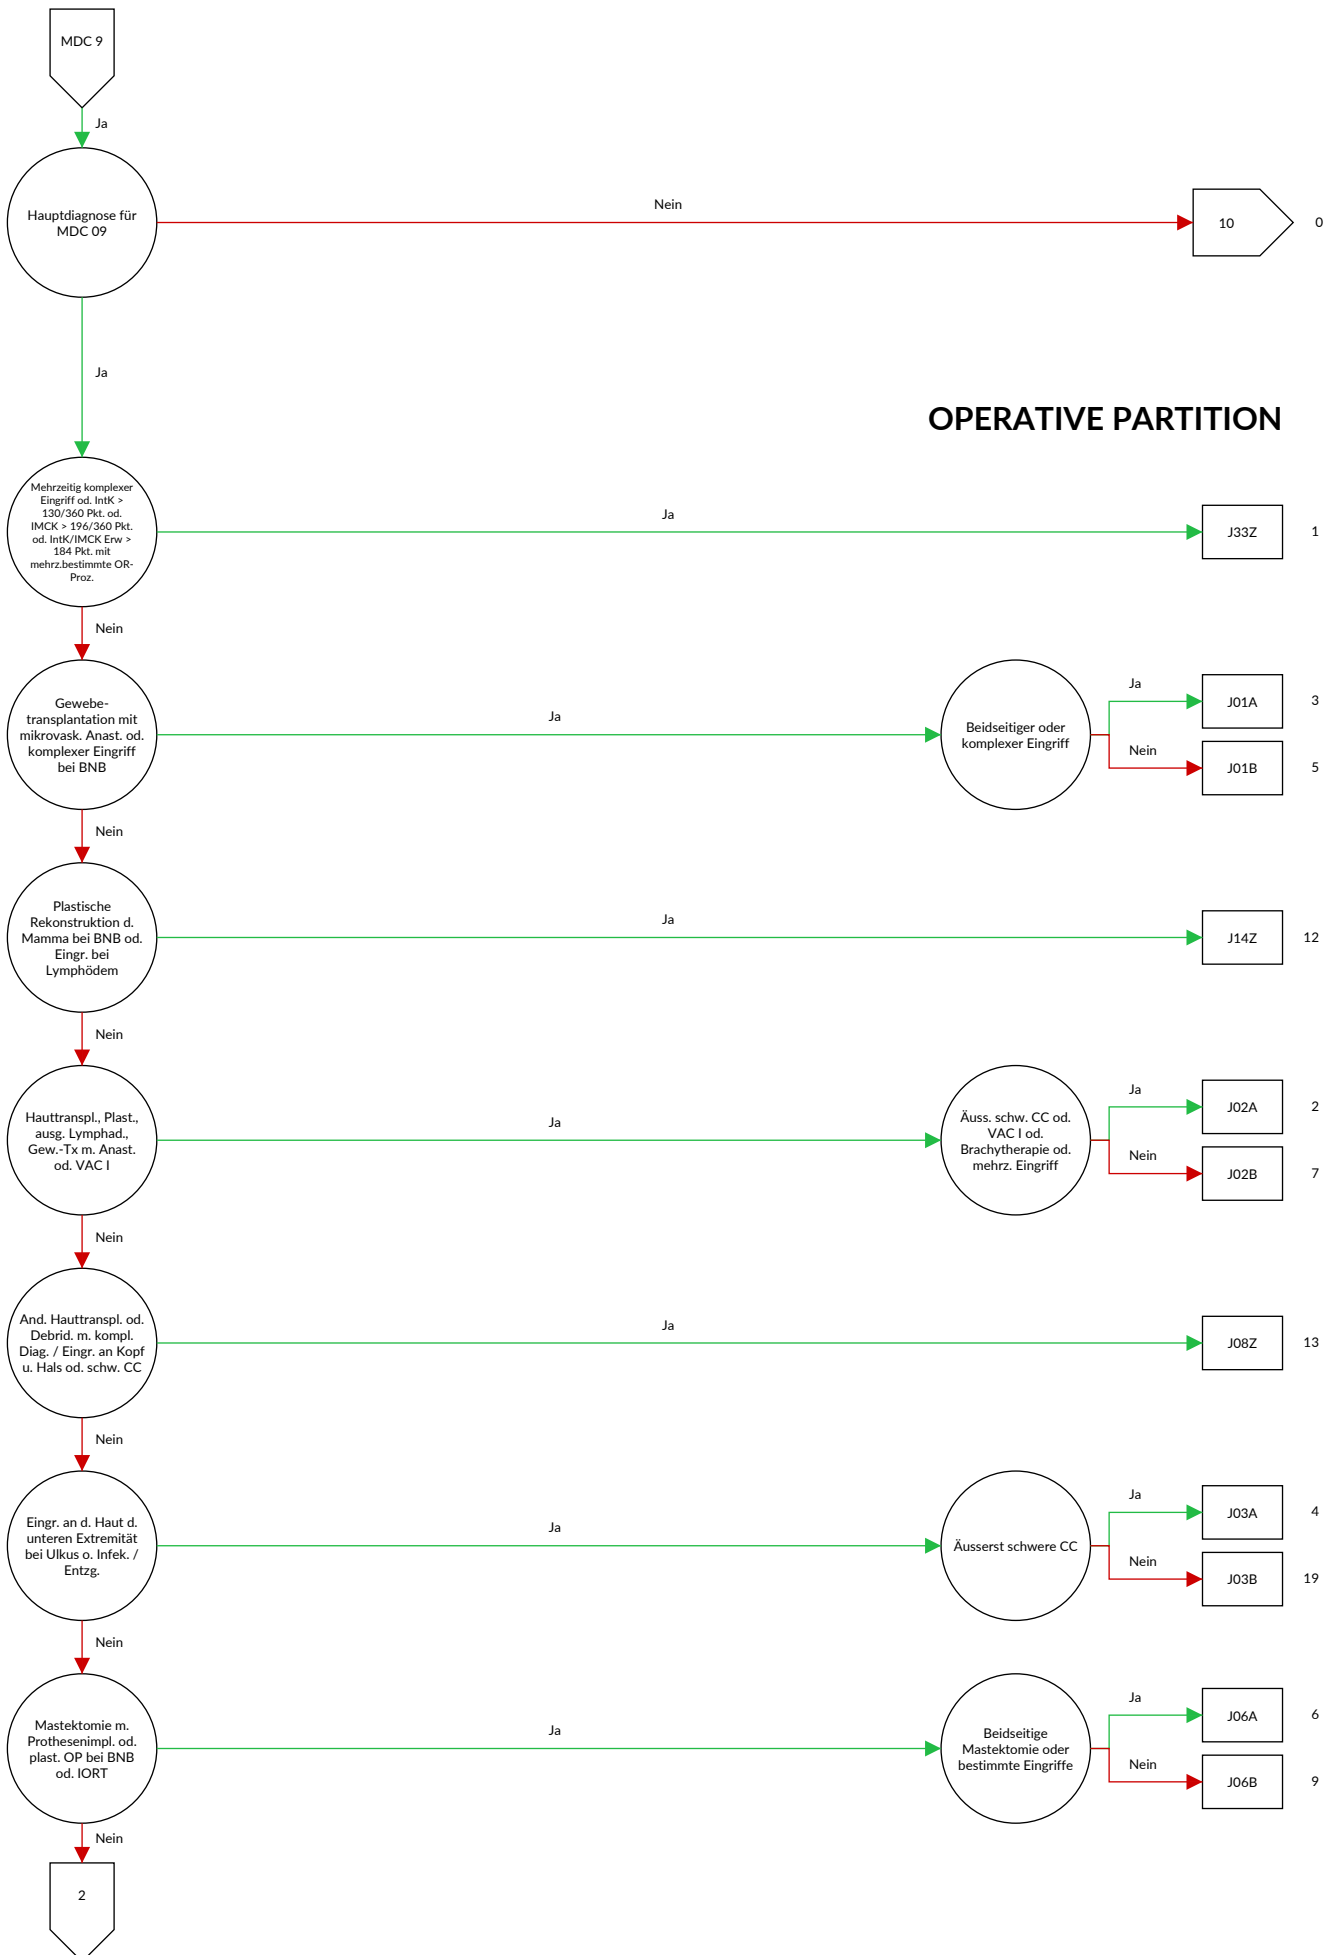 MDC 9
Ja
Hauptdiagnose für
MDC 09
Nein
10
0
Ja
OPERATIVE PARTITION
Mehrzeitig komplexer
Eingriff od. IntK >
130/360 Pkt. od.
IMCK > 196/360 Pkt.
od. IntK/IMCK Erw >
184 Pkt. mit
mehrz.bestimmte OR-
Proz.
Ja
J33Z
1
Nein
Gewebe-
transplantation mit
mikrovask. Anast. od.
komplexer Eingriff
bei BNB
Ja
Beidseitiger oder
komplexer Eingriff
Ja
J01A
3
Nein
J01B
5
Nein
Plastische
Rekonstruktion d.
Mamma bei BNB od.
Eingr. bei
Lymphödem
Ja
J14Z
12
Nein
Hauttranspl., Plast.,
ausg. Lymphad.,
Gew.-Tx m. Anast.
od. VAC I
Ja
Äuss. schw. CC od.
VAC I od.
Brachytherapie od.
mehrz. Eingriff
Ja
J02A
2
Nein
J02B
7
Nein
And. Hauttranspl. od.
Debrid. m. kompl.
Diag. / Eingr. an Kopf
u. Hals od. schw. CC
Ja
J08Z
13
Nein
Eingr. an d. Haut d.
unteren Extremität
bei Ulkus o. Infek. /
Entzg.
Ja
Äusserst schwere CC
Ja
J03A
4
Nein
J03B
19
Nein
Mastektomie m.
Prothesenimpl. od.
plast. OP bei BNB
od. IORT
Ja
Beidseitige
Mastektomie oder
bestimmte Eingriffe
Ja
J06A
6
Nein
J06B
9
Nein
2